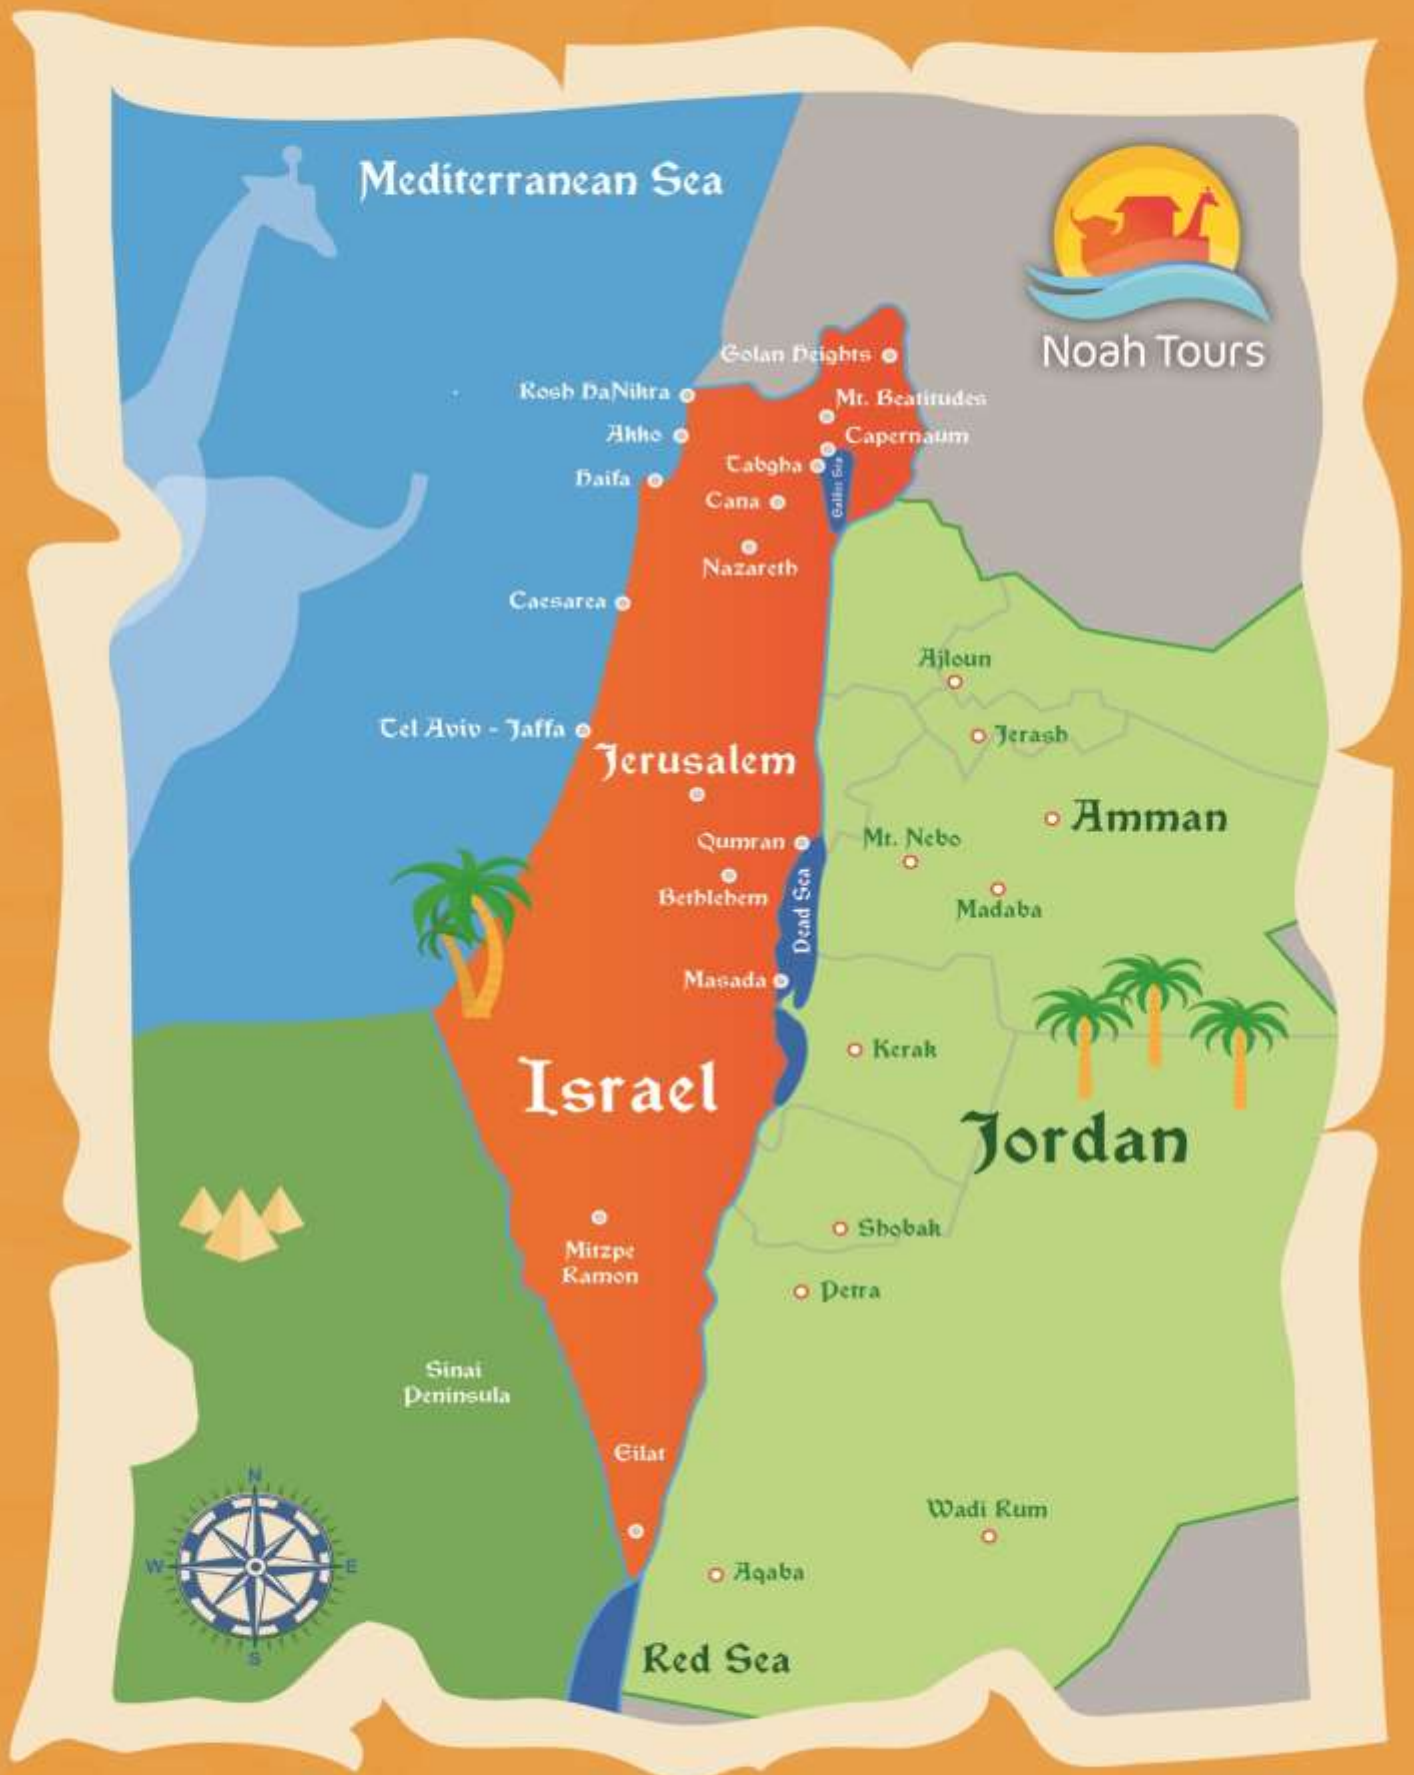 Mediterranean Sea
Noah Tours
Golan Heights
Rosh HaNikra
Mt. Beatitudes
Akko
Capernaum
Tabgha
Haifa
Galilee Sea
Cana
Nazareth
Caesarea
Ajloun
Tel Aviv - Jaffa
Jerash
Jerusalem
Amman
Qumran
Mt. Nebo
Bethlehem
Dead Sea
Madaba
Masada
Kerak
Israel
Jordan
Shobak
Mitzpe
Ramon
Petra
Sinai
Peninsula
Eilat
N
W
E
S
Wadi Rum
Aqaba
Red Sea